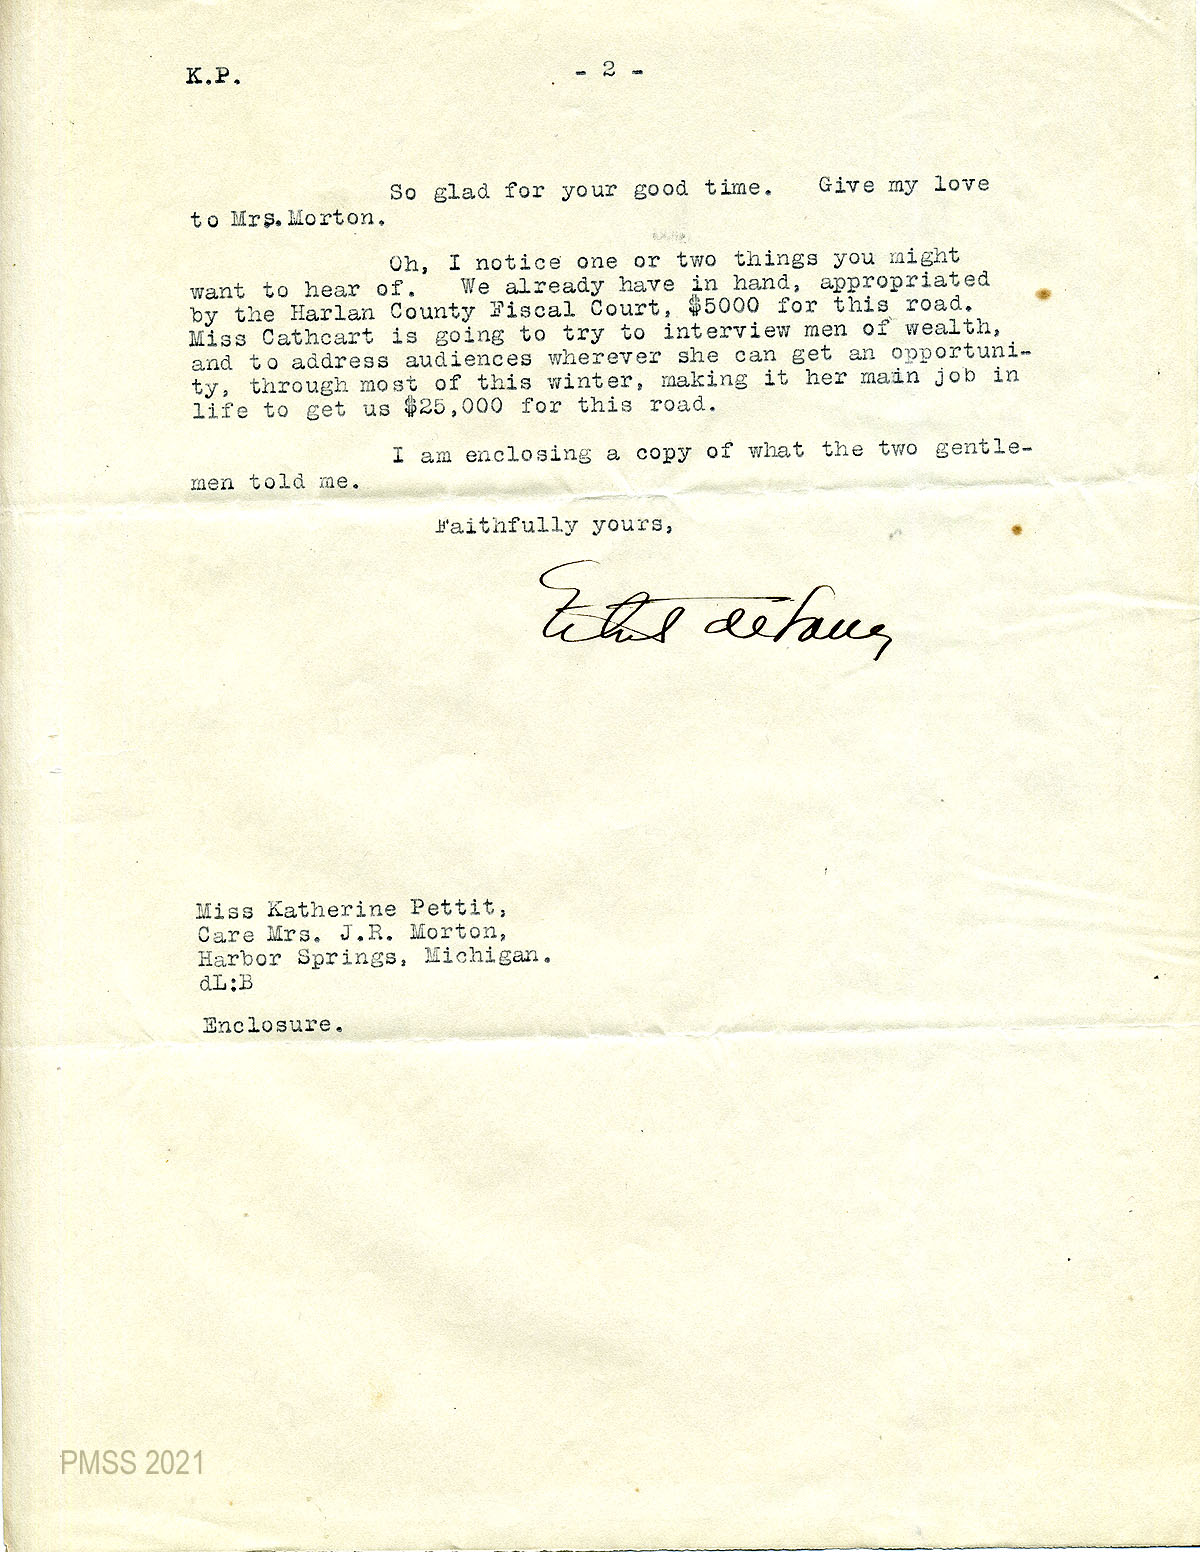 K.P. - 2 -
So glad for your good time. Give my love
to Mrs. Morton.
Oh, I notice one or two things you might
want to hear of. We already have in hand, appropriated
by the Harlan County Fiscal Court, $5000 for this road.
Miss Cathcart is going to try to interview men of wealth,
and to address audiences wherever she can get an opportuni-
ty, through most of this winter, making it her main job in
life to get us $25,000 for this road.
I am enclosing a copy of what the two gentle-
men told me.
Faithfully yours,
Ethel deLong
Miss Katherine Pettit,
Care Mrs. J.R. Morton,
Harbor Springs, Michigan.
dL:B
Enclosure.
PMSS 2021